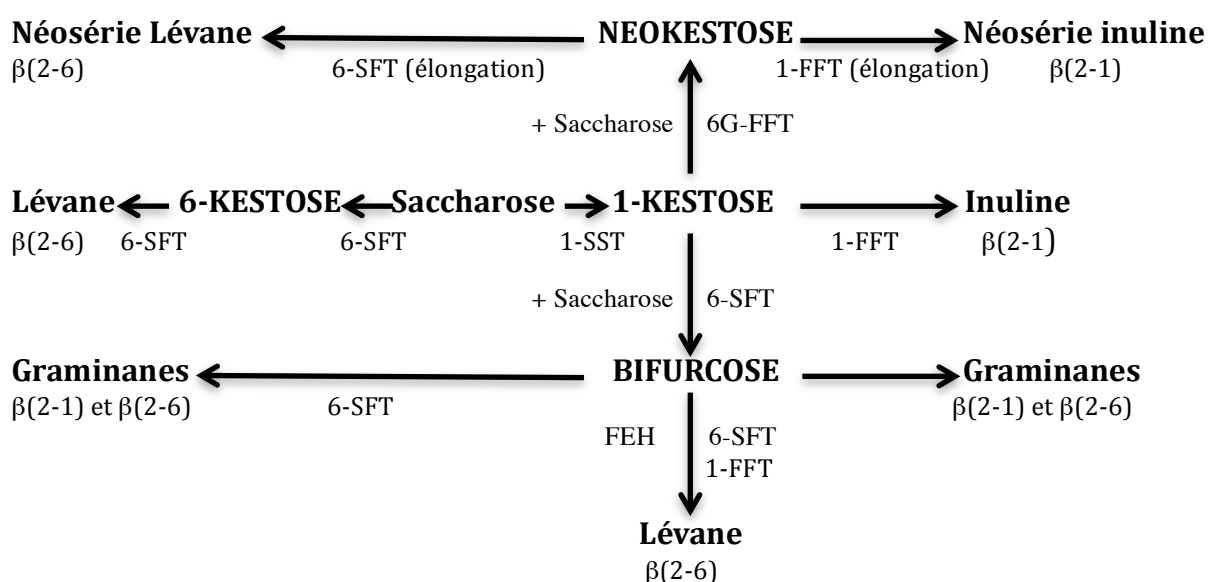 Néosérie Lévane NEOKESTOSE Néosérie inuline
β(2-6) 6-SFT (élongation) 1-FFT (élongation) β(2-1)
+ Saccharose 6G-FFT
Lévane 6-KESTOSE Saccharose 1-KESTOSE Inuline
β(2-6) 6-SFT 6-SFT 1-SST 1-FFT β(2-1)
+ Saccharose 6-SFT
Graminanes BIFURCOSE Graminanes
β(2-1) et β(2-6) 6-SFT β(2-1) et β(2-6)
FEH 6-SFT
1-FFT
Lévane
β(2-6)